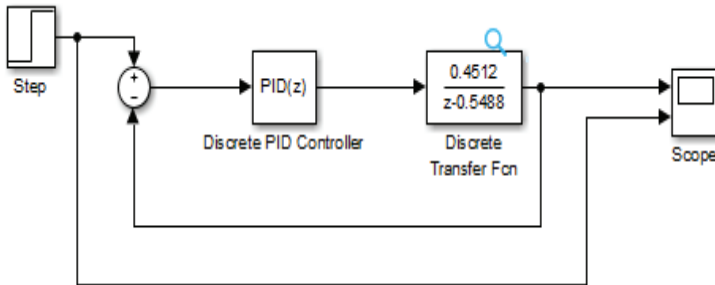 Step
+
-
PID(z)
Discrete PID Controller
0.4512
z-0.5488
Discrete
Transfer Fcn
Scope